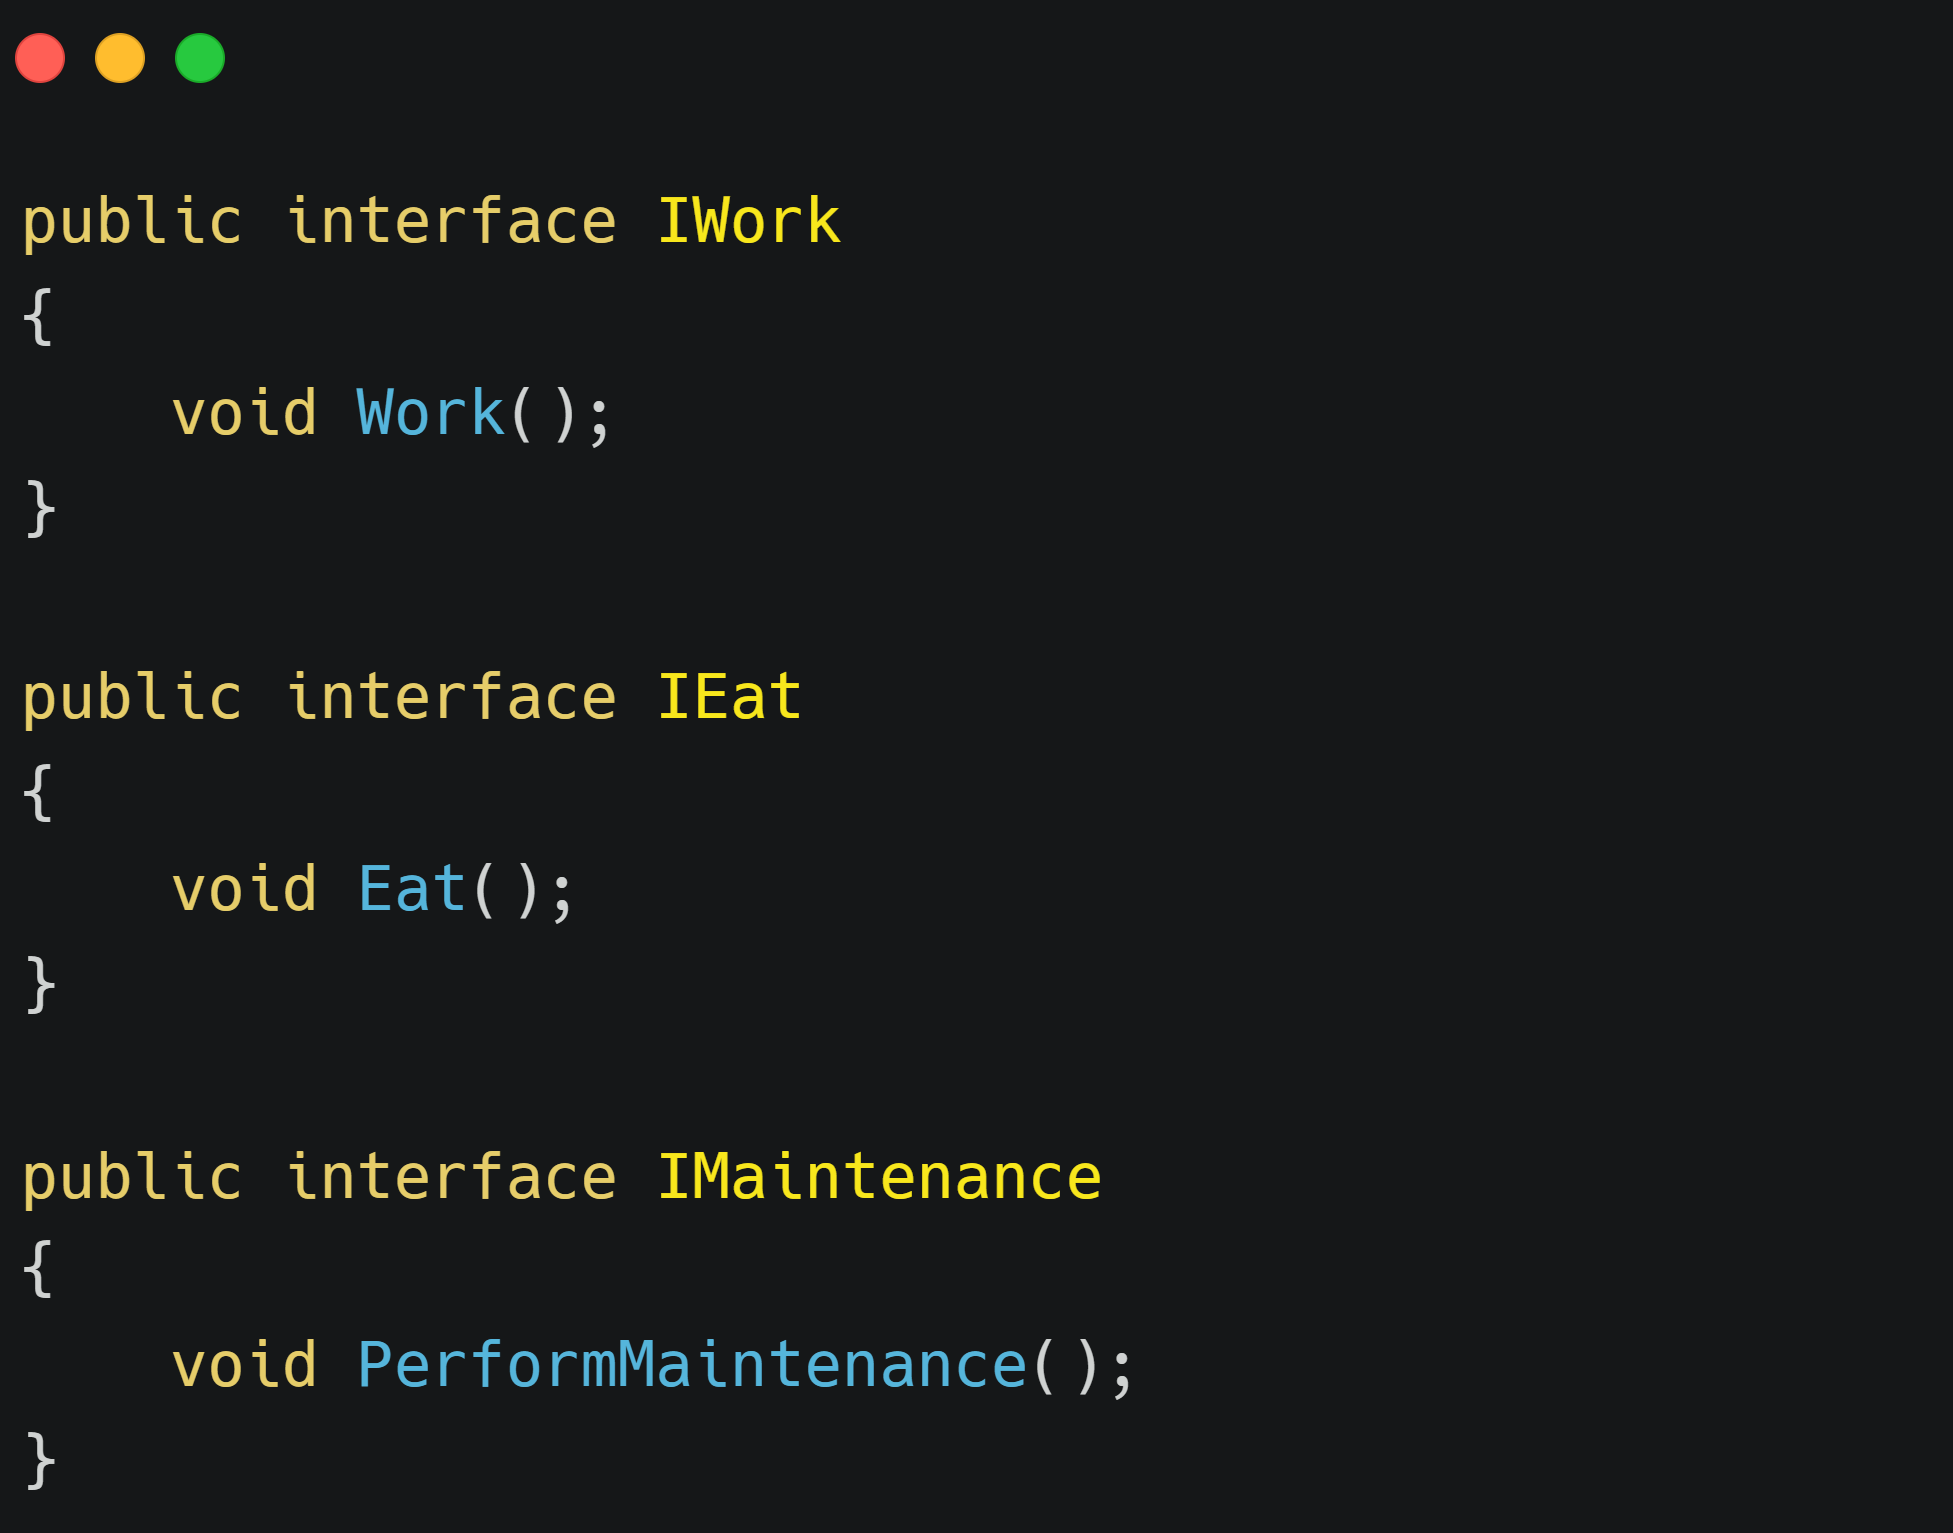 public interface IWork
{
    void Work();
}

public interface IEat
{
    void Eat();
}

public interface IMaintenance
{
    void PerformMaintenance();
}